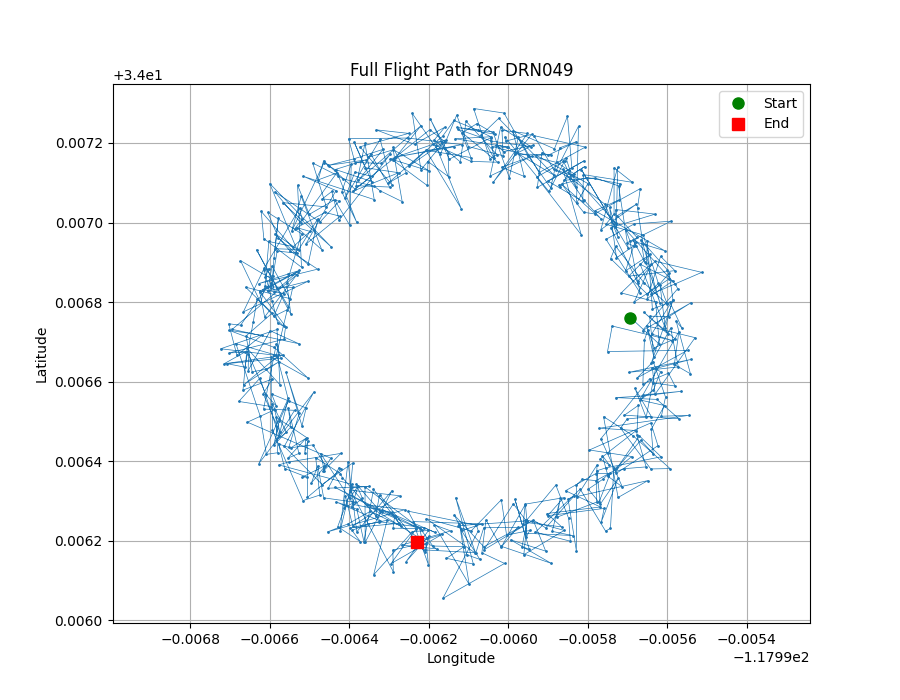 Full Flight Path for DRN049
+3.4e1
Start
End
0.0072
0.0070
0.0068
0.0066
0.0064
0.0062
0.0060
Latitude
−0.0068
−0.0066
−0.0064
−0.0062
−0.0060
−0.0058
−0.0056
−0.0054
Longitude
−1.1799e2